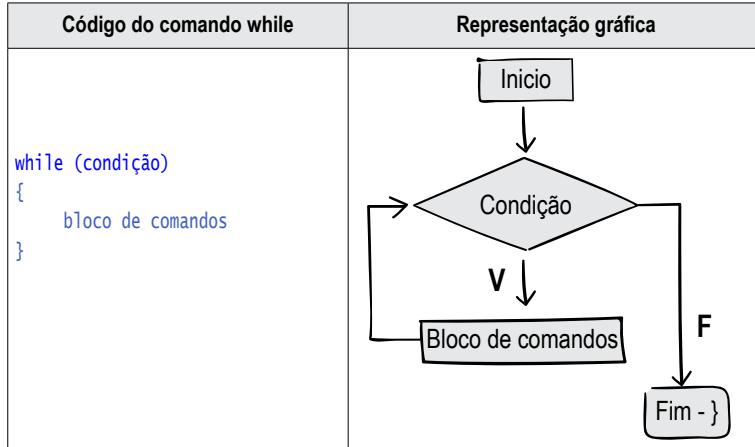 Código do comando while
Representação gráfica
while (condição)
{
bloco de comandos
}
Inicio
Condição
V
Bloco de comandos
F
Fim - }